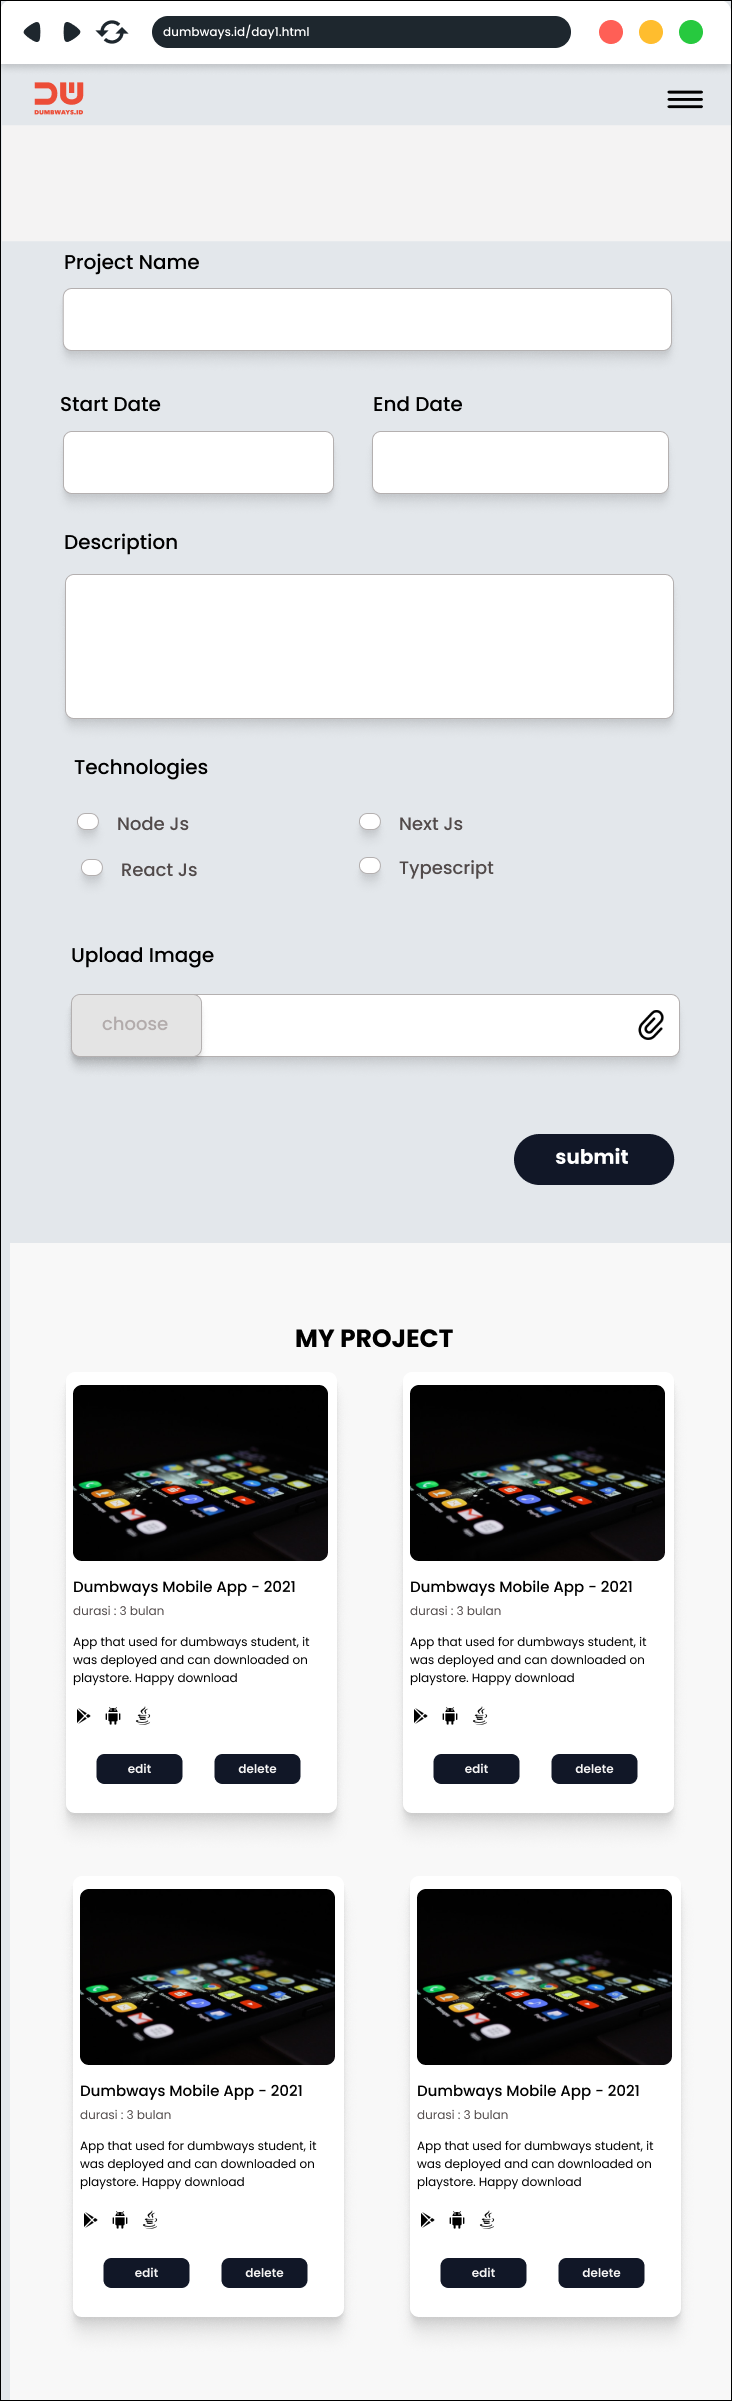 dumbways.id/day1.html
DW
DUMBWAYS.ID
Project Name
Start Date
End Date
Description
Technologies
Node Js
Next Js
React Js
Typescript
Upload Image
choose
submit
MY PROJECT
Dumbways Mobile App - 2021
durasi : 3 bulan
App that used for dumbways student, it
was deployed and can downloaded on
playstore. Happy download
edit
delete
Dumbways Mobile App - 2021
durasi : 3 bulan
App that used for dumbways student, it
was deployed and can downloaded on
playstore. Happy download
edit
delete
Dumbways Mobile App - 2021
durasi : 3 bulan
App that used for dumbways student, it
was deployed and can downloaded on
playstore. Happy download
edit
delete
Dumbways Mobile App - 2021
durasi : 3 bulan
App that used for dumbways student, it
was deployed and can downloaded on
playstore. Happy download
edit
delete